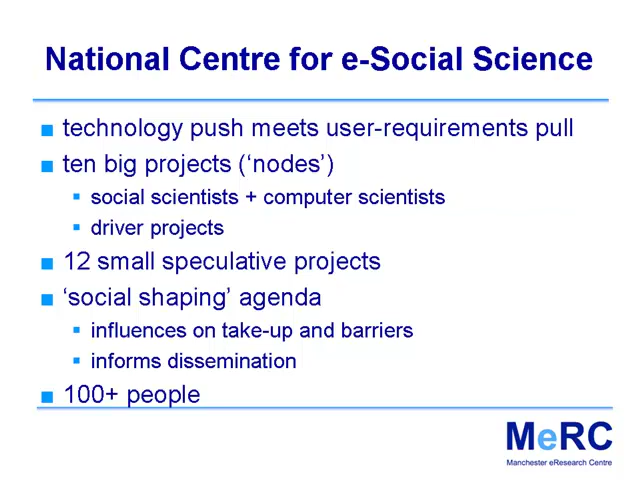 National Centre for e-Social Science
■ technology push meets user-requirements pull
■ ten big projects (‘nodes’)
▪ social scientists + computer scientists
▪ driver projects
■ 12 small speculative projects
■ ‘social shaping’ agenda
▪ influences on take-up and barriers
▪ informs dissemination
■ 100+ people
MeRC
Manchester eResearch Centre